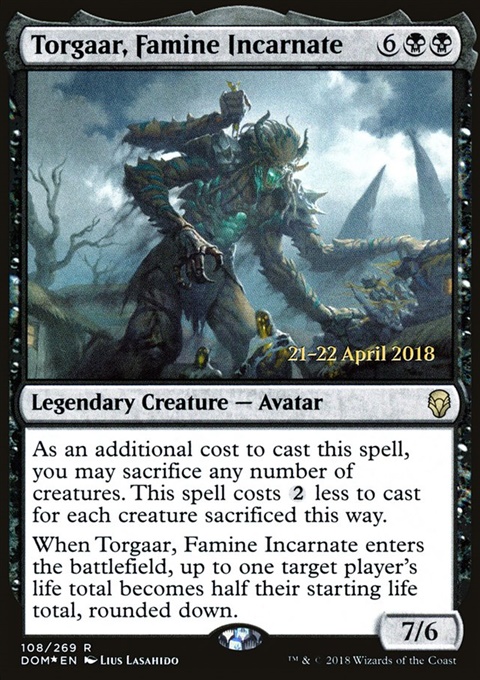 Torgaar, Famine Incarnate 6
21–22 April 2018
Legendary Creature — Avatar
As an additional cost to cast this spell,
you may sacrifice any number of
creatures. This spell costs 2 less to cast
for each creature sacrificed this way.
When Torgaar, Famine Incarnate enters
the battlefield, up to one target player's
life total becomes half their starting life
total, rounded down.
7/6
108/269 R
DOM★EN Lius Lasahido
™ & © 2018 Wizards of the Coast